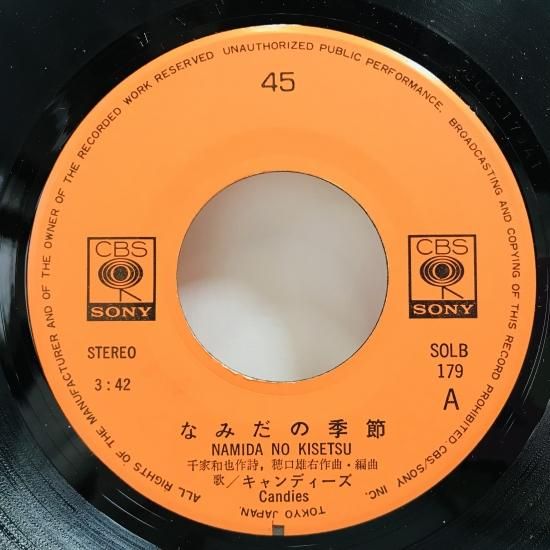 ALL RIGHTS OF THE MANUFACTURER AND OF THE OWNER OF THE RECORDED WORK RESERVED UNAUTHORIZED PUBLIC PERFORMANCE, BROADCASTING AND COPYING OF THIS RECORD PROHIBITED. CBS/SONY INC. TOKYO JAPAN.
45
CBS
SONY
CBS
SONY
STEREO
3:42
SOLB
179
A
なみだの季節
NAMIDA NO KISETSU
千家和也作詩, 穂口雄右作曲・編曲
歌/キャンディーズ
Candies